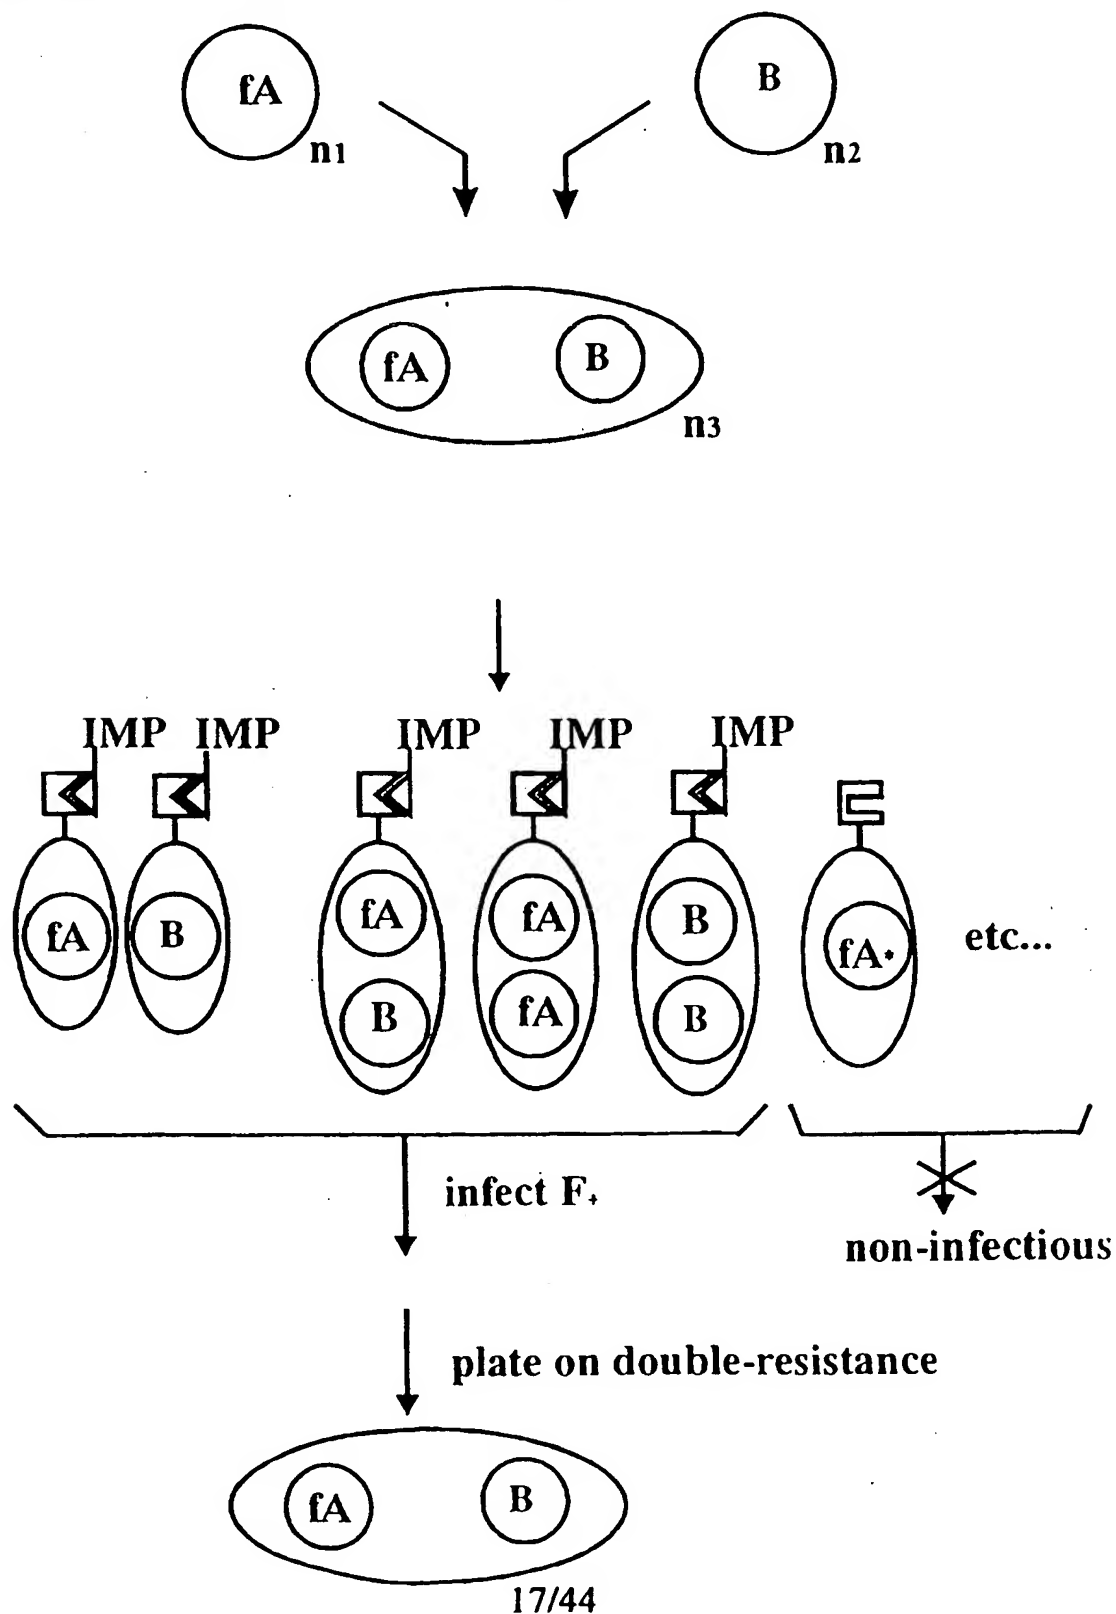 fA
n1
B
n2
fA
B
n3
IMP IMP IMP IMP IMP
fA B fA fA B fA* etc...
B fA B
infect F+
non-infectious
plate on double-resistance
fA
B
17/44